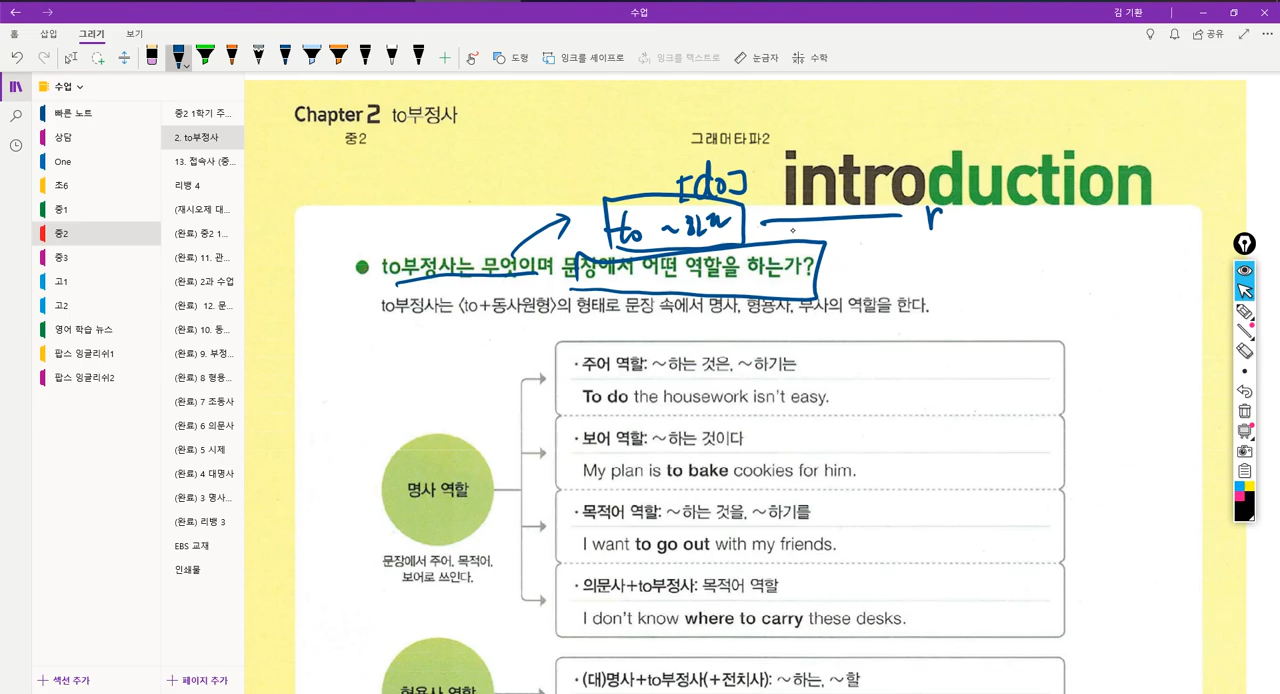 수업
김 기환
홈
삽입
그리기
보기
공유
도형
잉크를 셰이프로
잉크를 텍스트로
눈금자
수학
수업
빠른 노트
상담
One
초6
중1
중2
중3
고1
고2
영어 학습 뉴스
팝스 잉글리쉬1
팝스 잉글리쉬2
섹션 추가
중2 1학기 주...
2. to부정사
13. 접속사 (중...
리뱅 4
(재시오제 대...
(완료) 중2 1...
(완료) 11. 관...
(완료) 2과 수업
(완료) 12. 문...
(완료) 10. 동...
(완료) 9. 부정...
(완료) 8 형용...
(완료) 7 조동사
(완료) 6 의문사
(완료) 5 시제
(완료) 4 대명사
(완료) 3 명사...
(완료) 리뱅 3
EBS 교재
인쇄물
페이지 추가
Chapter 2 to부정사
중2
그래머타파2
introduction
[do]
to
r
to부정사는 무엇이며 문장에서 어떤 역할을 하는가?
to부정사는 〈to+동사원형〉의 형태로 문장 속에서 명사, 형용사, 부사의 역할을 한다.
명사 역할
문장에서 주어, 목적어,
보어로 쓰인다.
· 주어 역할: ~하는 것은, ~하기는
To do the housework isn't easy.
· 보어 역할: ~하는 것이다
My plan is to bake cookies for him.
· 목적어 역할: ~하는 것을, ~하기를
I want to go out with my friends.
· 의문사+to부정사: 목적어 역할
I don't know where to carry these desks.
형용사 역할
· (대)명사+to부정사(+전치사): ~하는, ~할